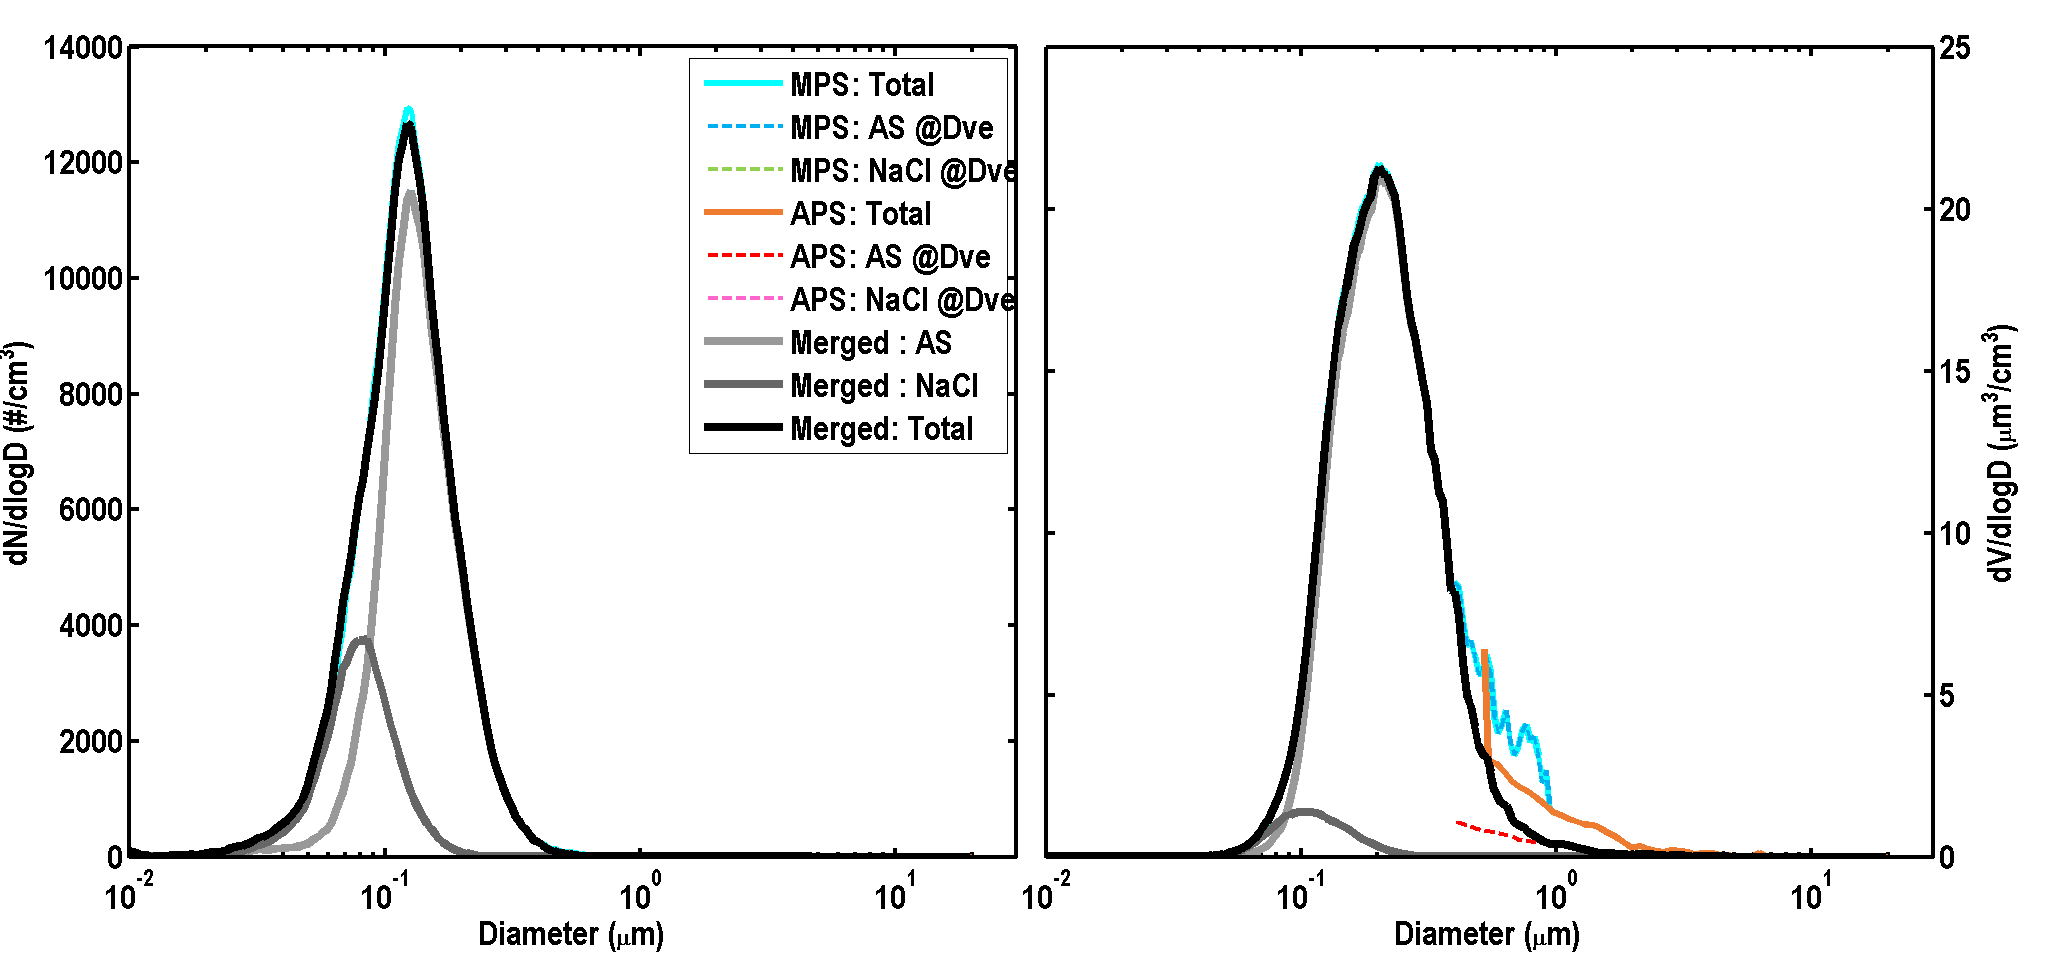 14000
12000
10000
8000
6000
4000
2000
0
dN/dlogD (#/cm3)
10-2
10-1
100
101
Diameter (μm)
MPS: Total
MPS: AS @Dve
MPS: NaCl @Dve
APS: Total
APS: AS @Dve
APS: NaCl @Dve
Merged : AS
Merged : NaCl
Merged: Total
25
20
15
10
5
0
dV/dlogD (μm3/cm3)
10-2
10-1
100
101
Diameter (μm)